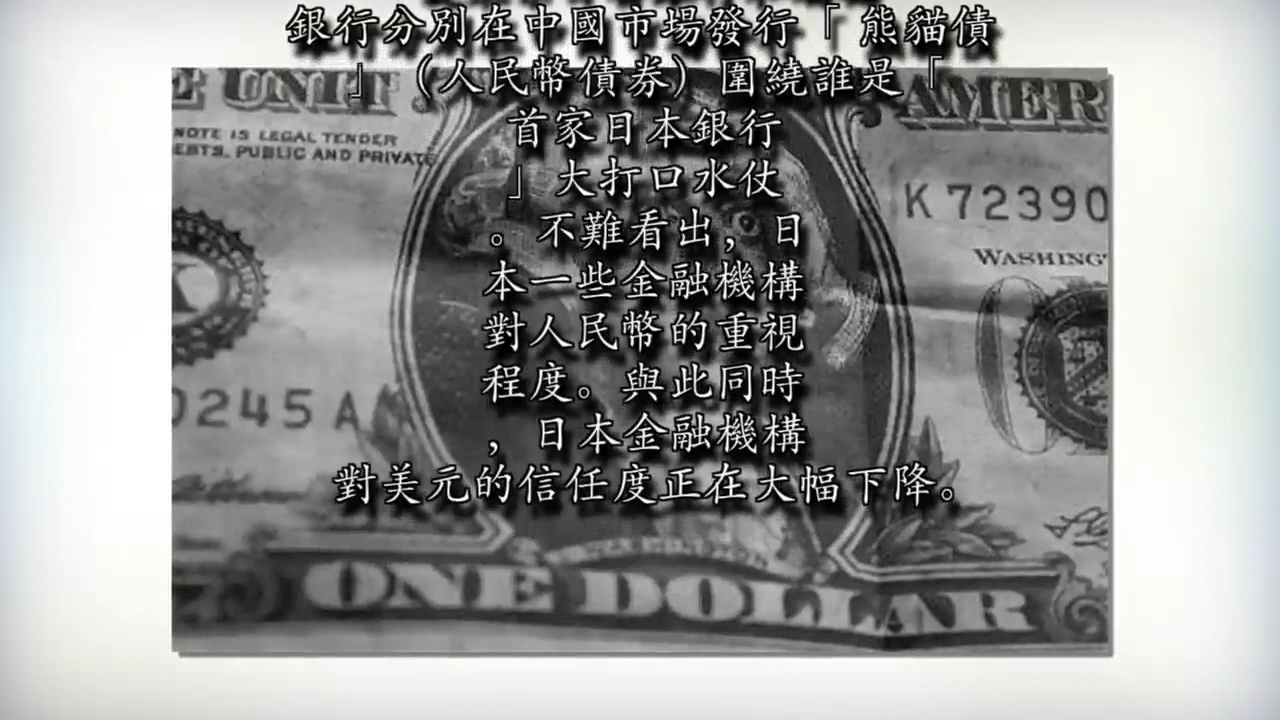 銀行分別在中國市場發行「熊貓債
」（人民幣債券）圍繞誰是「
首家日本銀行
」大打口水仗
。不難看出，日
本一些金融機構
對人民幣的重視
程度。與此同時
，日本金融機構
對美元的信任度正在大幅下降。
E UNIT
AMER
NOTE IS LEGAL TENDER
EBTS, PUBLIC AND PRIVATE
K 72390
WASHING
0245 A
ONE DOLLAR